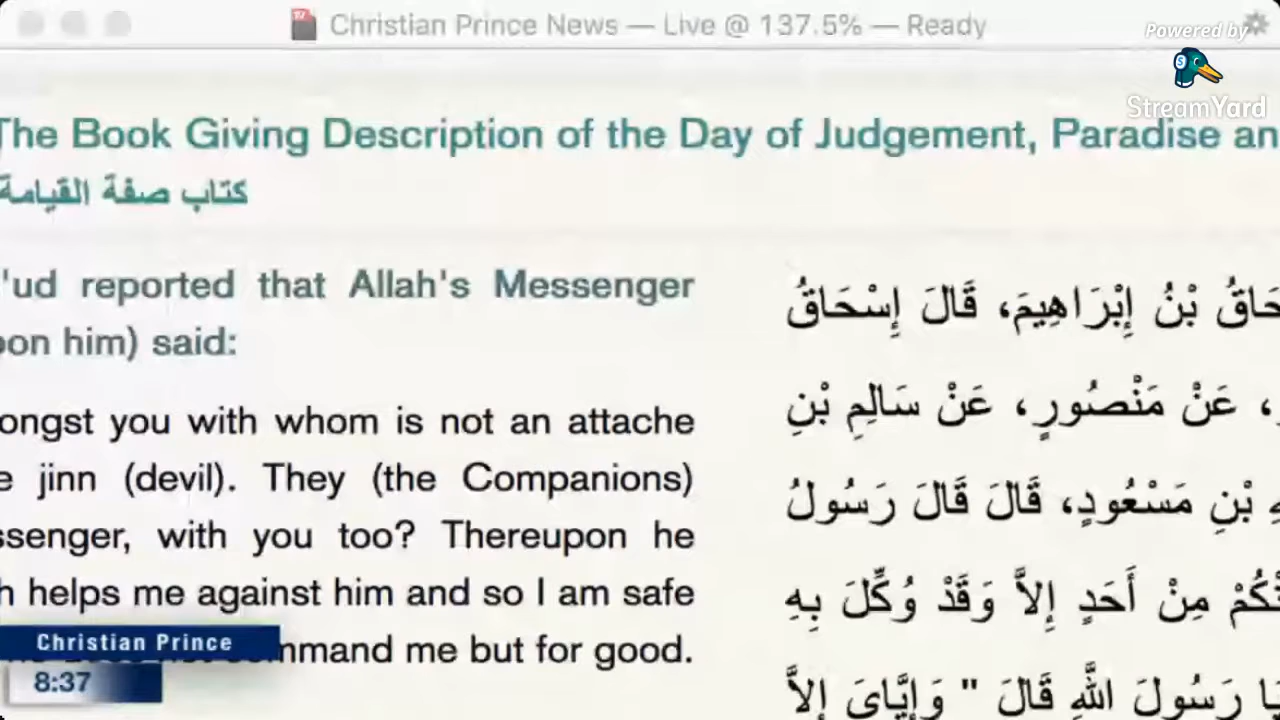 Christian Prince News — Live @ 137.5% — Ready
Powered by
StreamYard
The Book Giving Description of the Day of Judgement, Paradise an
كتاب صفة القيامة
'ud reported that Allah's Messenger
pon him) said:
ongst you with whom is not an attache
e jinn (devil). They (the Companions)
ssenger, with you too? Thereupon he
h helps me against him and so I am safe
mmand me but for good.
حَاقُ بْنُ إِبْرَاهِيمَ، قَالَ إِسْحَاقُ
، عَنْ مَنْصُورٍ، عَنْ سَالِمِ بْنِ
هِ بْنِ مَسْعُودٍ، قَالَ قَالَ رَسُولُ
كُمْ مِنْ أَحَدٍ إِلاَّ وَقَدْ وُكِّلَ بِهِ
يَا رَسُولَ اللَّهِ قَالَ " وَإِيَّاىَ إِلاَّ
Christian Prince
8:37